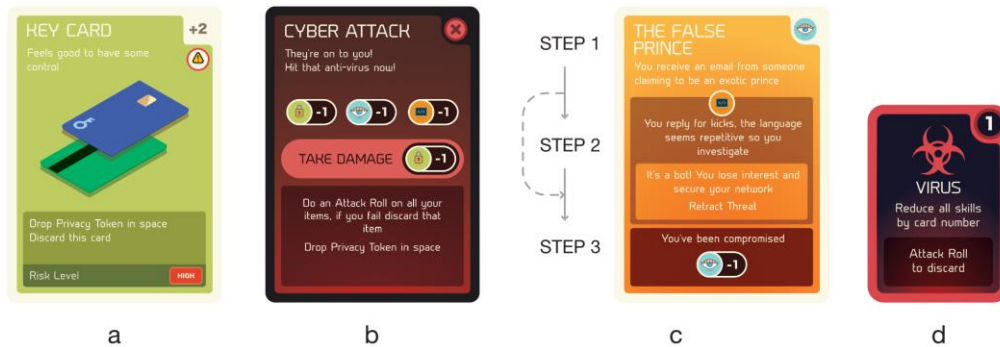 KEY CARD
+2
Feels good to have some
control
Drop Privacy Token in space
Discard this card
Risk Level
HIGH
a
CYBER ATTACK
They're on to you!
Hit that anti-virus now!
-1
-1
-1
TAKE DAMAGE
-1
Do an Attack Roll on all your
items, if you fail discard that
item
Drop Privacy Token in space
b
STEP 1
STEP 2
STEP 3
THE FALSE
PRINCE
You receive an email from someone
claiming to be an exotic prince
You reply for kicks, the language
seems repetitive so you
investigate
It's a bot! You lose interest and
secure your network
Retract Threat
You've been compromised
-1
c
1
VIRUS
Reduce all skills
by card number
Attack Roll
to discard
d